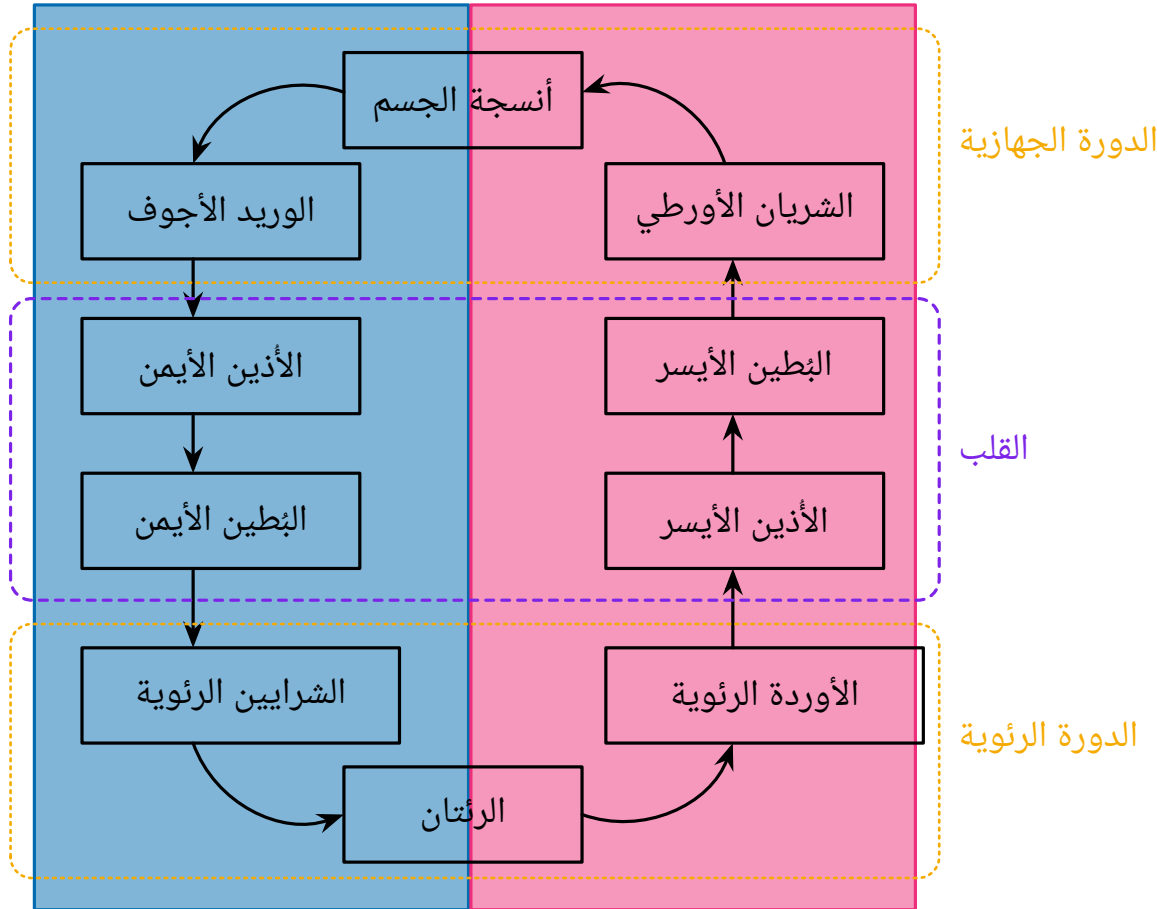 أنسجة الجسم
الدورة الجهازية
الشريان الأورطي
الوريد الأجوف
البُطين الأيسر
الأُذين الأيمن
القلب
الأُذين الأيسر
البُطين الأيمن
الأوردة الرئوية
الشرايين الرئوية
الدورة الرئوية
الرئتان